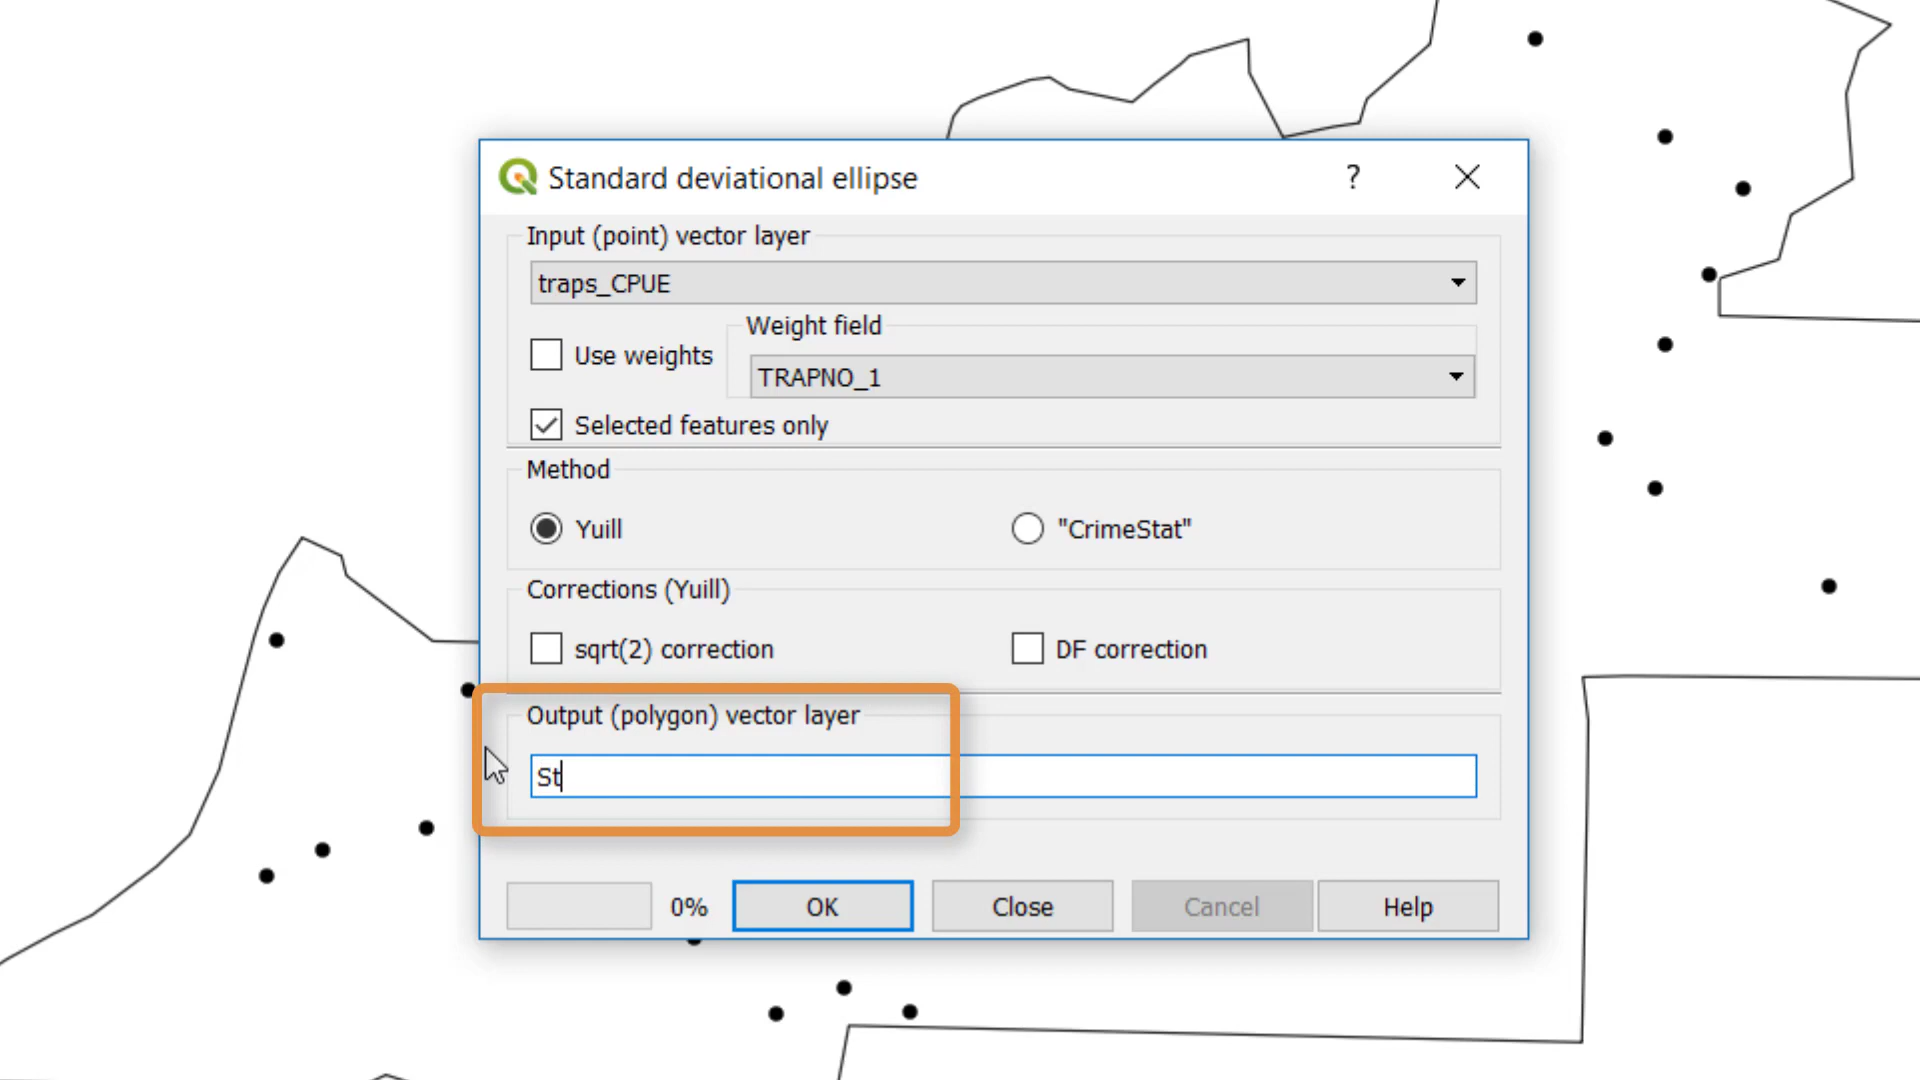 Standard deviational ellipse ?
Input (point) vector layer
traps_CPUE
Weight field
Use weights
TRAPNO_1
Selected features only
Method
Yuill "CrimeStat"
Corrections (Yuill)
sqrt(2) correction DF correction
Output (polygon) vector layer
St
0% OK Close Cancel Help